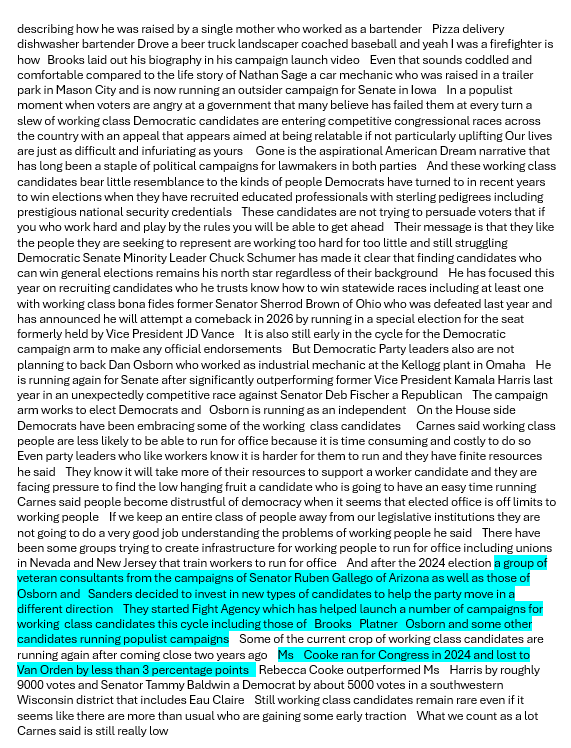 describing how he was raised by a single mother who worked as a bartender Pizza delivery
dishwasher bartender Drove a beer truck landscaper coached baseball and yeah I was a firefighter is
how Brooks laid out his biography in his campaign launch video Even that sounds coddled and
comfortable compared to the life story of Nathan Sage a car mechanic who was raised in a trailer
park in Mason City and is now running an outsider campaign for Senate in Iowa In a populist
moment when voters are angry at a government that many believe has failed them at every turn a
slew of working class Democratic candidates are entering competitive congressional races across
the country with an appeal that appears aimed at being relatable if not particularly uplifting Our lives
are just as difficult and infuriating as yours Gone is the aspirational American Dream narrative that
has long been a staple of political campaigns for lawmakers in both parties And these working class
candidates bear little resemblance to the kinds of people Democrats have turned to in recent years
to win elections when they have recruited educated professionals with sterling pedigrees including
prestigious national security credentials These candidates are not trying to persuade voters that if
you who work hard and play by the rules you will be able to get ahead Their message is that they like
the people they are seeking to represent are working too hard for too little and still struggling
Democratic Senate Minority Leader Chuck Schumer has made it clear that finding candidates who
can win general elections remains his north star regardless of their background He has focused this
year on recruiting candidates who he trusts know how to win statewide races including at least one
with working class bona fides former Senator Sherrod Brown of Ohio who was defeated last year and
has announced he will attempt a comeback in 2026 by running in a special election for the seat
formerly held by Vice President JD Vance It is also still early in the cycle for the Democratic
campaign arm to make any official endorsements But Democratic Party leaders also are not
planning to back Dan Osborn who worked as industrial mechanic at the Kellogg plant in Omaha He
is running again for Senate after significantly outperforming former Vice President Kamala Harris last
year in an unexpectedly competitive race against Senator Deb Fischer a Republican The campaign
arm works to elect Democrats and Osborn is running as an independent On the House side
Democrats have been embracing some of the working class candidates Carnes said working class
people are less likely to be able to run for office because it is time consuming and costly to do so
Even party leaders who like workers know it is harder for them to run and they have finite resources
he said They know it will take more of their resources to support a worker candidate and they are
facing pressure to find the low hanging fruit a candidate who is going to have an easy time running
Carnes said people become distrustful of democracy when it seems that elected office is off limits to
working people If we keep an entire class of people away from our legislative institutions they are
not going to do a very good job understanding the problems of working people he said There have
been some groups trying to create infrastructure for working people to run for office including unions
in Nevada and New Jersey that train workers to run for office And after the 2024 election a group of
veteran consultants from the campaigns of Senator Ruben Gallego of Arizona as well as those of
Osborn and Sanders decided to invest in new types of candidates to help the party move in a
different direction They started Fight Agency which has helped launch a number of campaigns for
working class candidates this cycle including those of Brooks Platner Osborn and some other
candidates running populist campaigns Some of the current crop of working class candidates are
running again after coming close two years ago Ms Cooke ran for Congress in 2024 and lost to
Van Orden by less than 3 percentage points Rebecca Cooke outperformed Ms Harris by roughly
9000 votes and Senator Tammy Baldwin a Democrat by about 5000 votes in a southwestern
Wisconsin district that includes Eau Claire Still working class candidates remain rare even if it
seems like there are more than usual who are gaining some early traction What we count as a lot
Carnes said is still really low